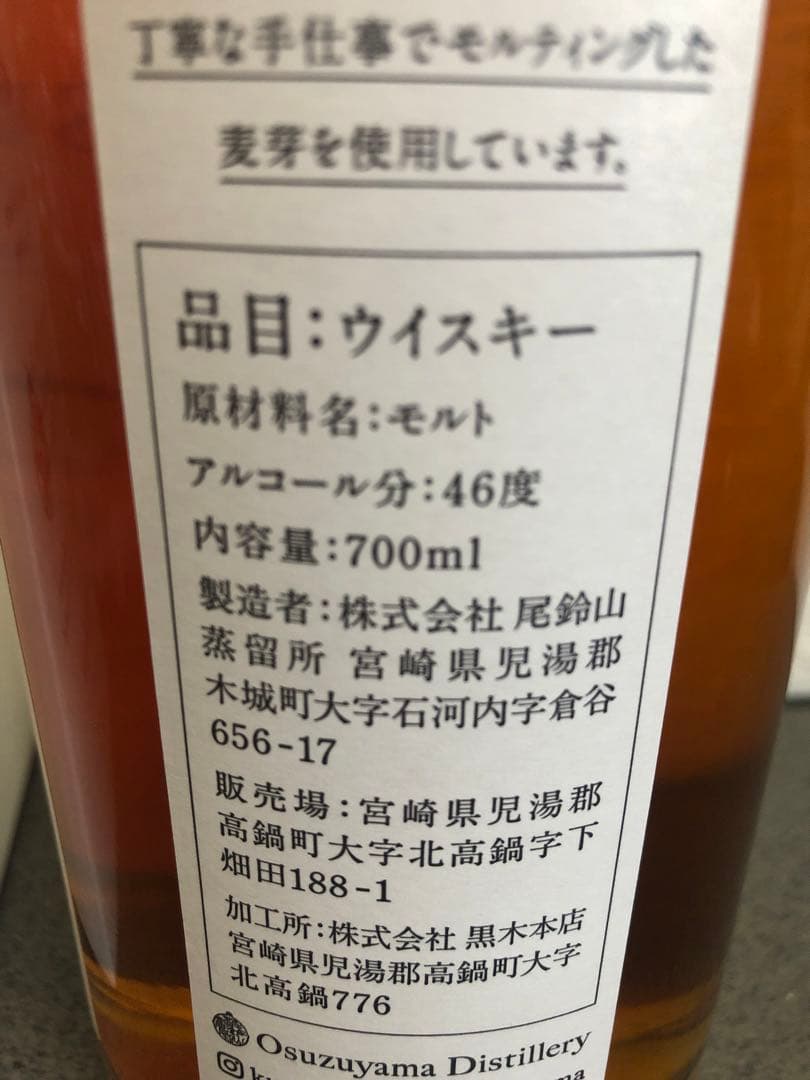 丁寧な手仕事でモルティングした
麦芽を使用しています。
品目：ウイスキー
原材料名：モルト
アルコール分：46度
内容量：700ml
製造者：株式会社 尾鈴山
蒸留所 宮崎県児湯郡
木城町大字石河内字倉谷
656-17
販売場：宮崎県児湯郡
高鍋町大字北高鍋字下
畑田188-1
加工所：株式会社 黒木本店
宮崎県児湯郡高鍋町大字
北高鍋776
Osuzuyama Distillery